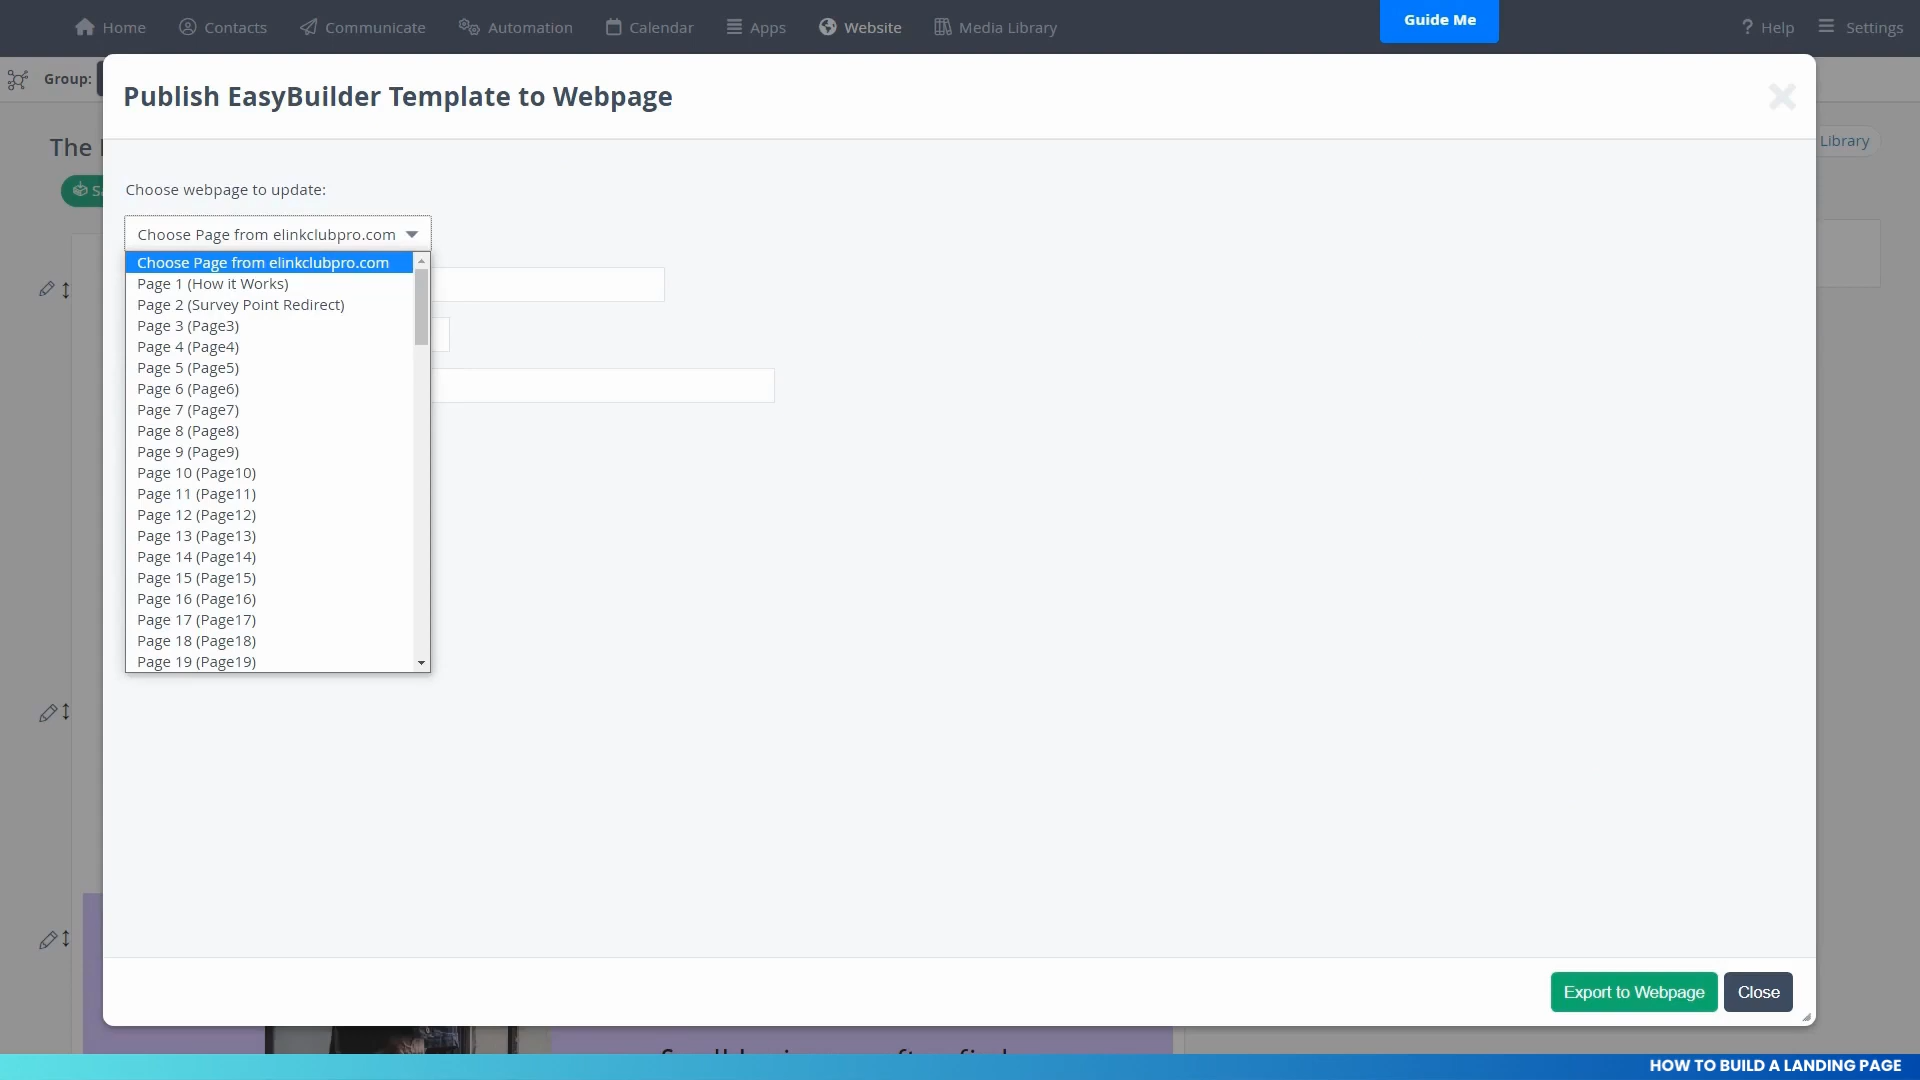 Home
Contacts
Communicate
Automation
Calendar
Apps
Website
Media Library
Guide Me
Help
Settings
Group:
Publish EasyBuilder Template to Webpage
The
Library
Choose webpage to update:
Choose Page from elinkclubpro.com
Choose Page from elinkclubpro.com
Page 1 (How it Works)
Page 2 (Survey Point Redirect)
Page 3 (Page3)
Page 4 (Page4)
Page 5 (Page5)
Page 6 (Page6)
Page 7 (Page7)
Page 8 (Page8)
Page 9 (Page9)
Page 10 (Page10)
Page 11 (Page11)
Page 12 (Page12)
Page 13 (Page13)
Page 14 (Page14)
Page 15 (Page15)
Page 16 (Page16)
Page 17 (Page17)
Page 18 (Page18)
Page 19 (Page19)
Export to Webpage
Close
HOW TO BUILD A LANDING PAGE